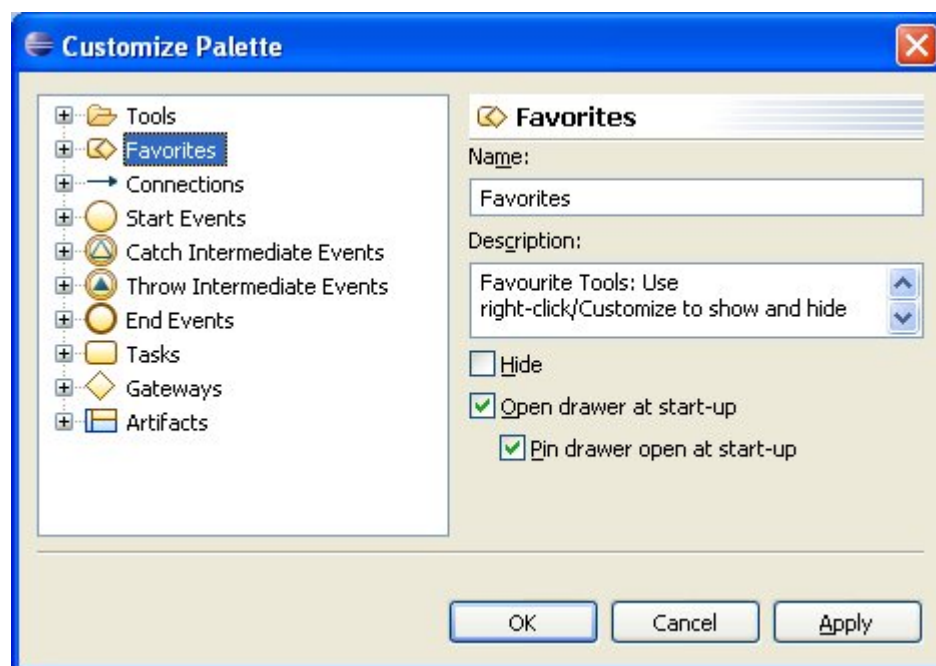 Customize Palette
Tools
Favorites
Connections
Start Events
Catch Intermediate Events
Throw Intermediate Events
End Events
Tasks
Gateways
Artifacts
Favorites
Name:
Favorites
Description:
Favourite Tools: Use
right-click/Customize to show and hide
Hide
Open drawer at start-up
Pin drawer open at start-up
OK
Cancel
Apply